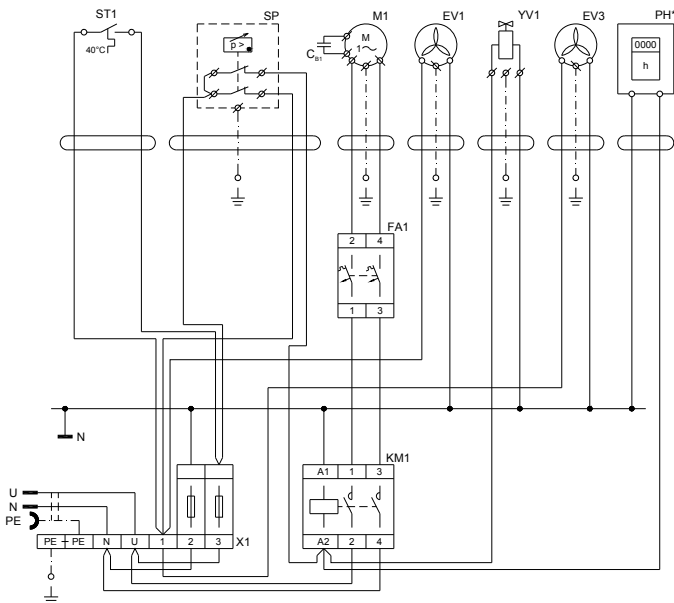 ST1 SP M1 EV1 YV1 EV3 PH*
40°C
p >
C B1
M
1~
0000
h
FA1
2 4
1 3
N
KM1
A1 1 3
U
N
PE
PE PE N U 1 2 3 X1
A2 2 4